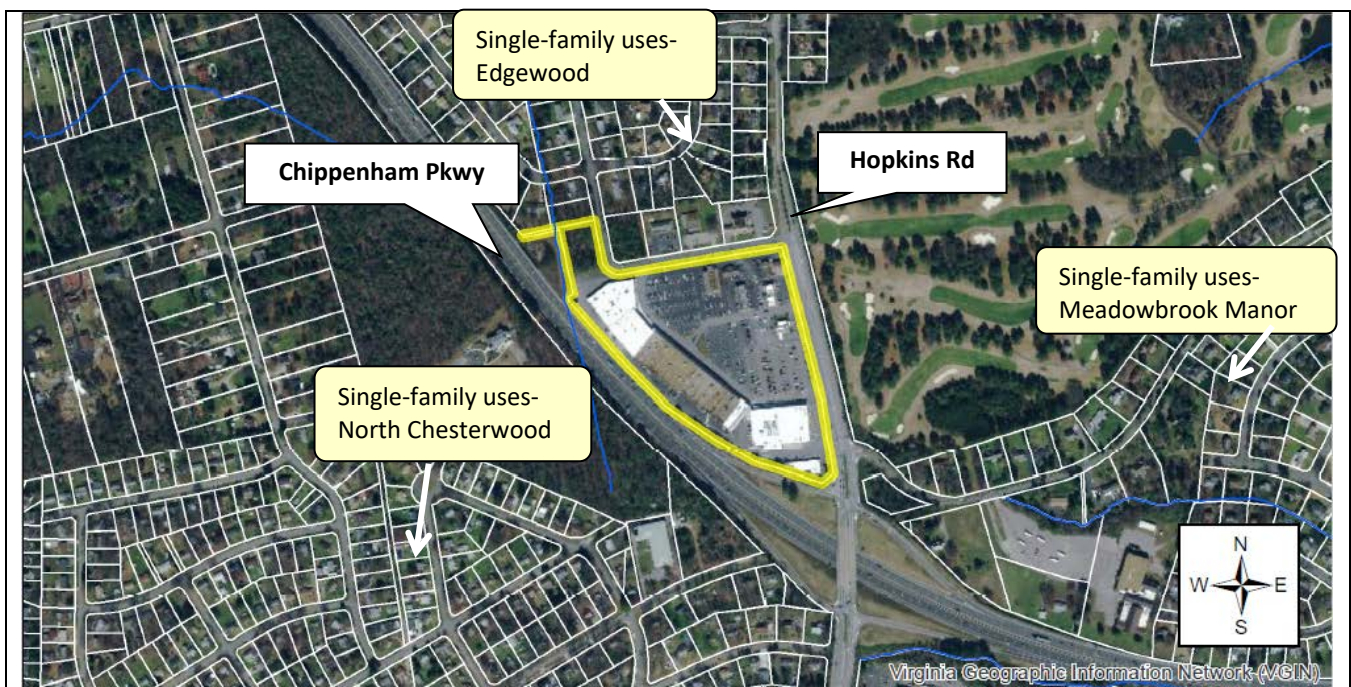 Single-family uses-
Edgewood
Chippenham Pkwy
Hopkins Rd
Single-family uses-
Meadowbrook Manor
Single-family uses-
North Chesterwood
N
W
E
S
Virginia Geographic Information Network (VGIN)